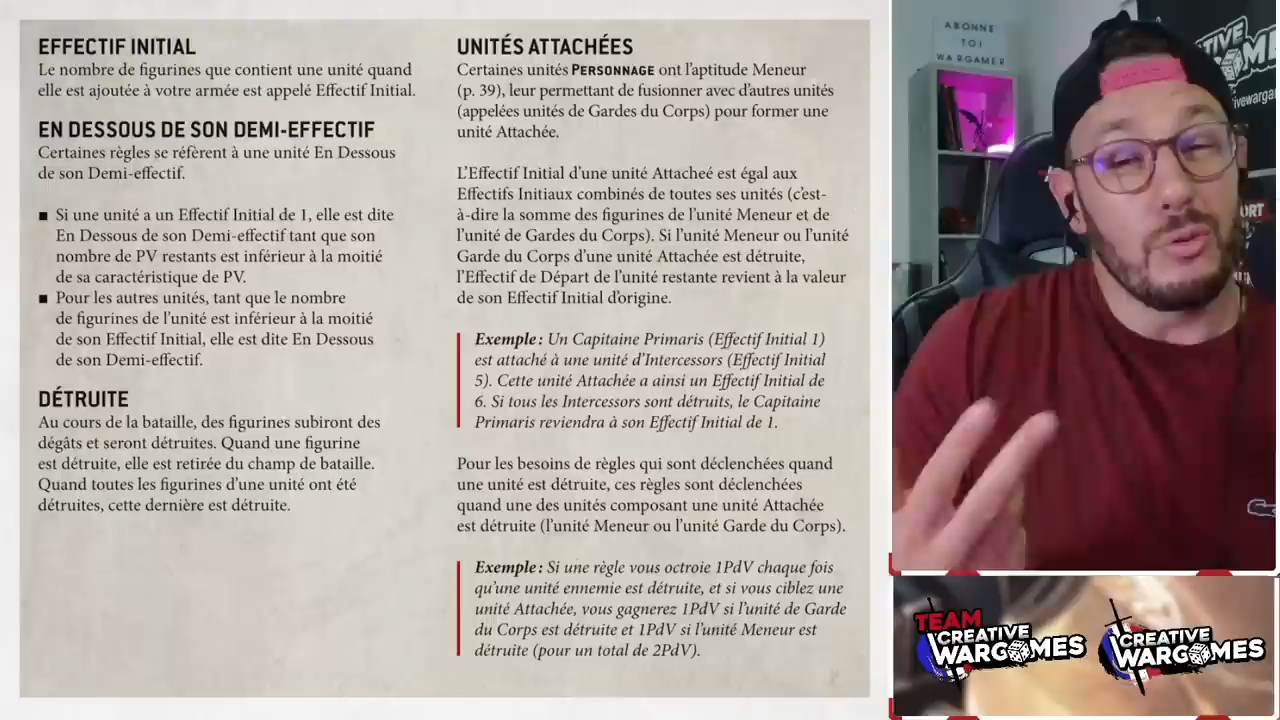 EFFECTIF INITIAL
Le nombre de figurines que contient une unité quand
elle est ajoutée à votre armée est appelé Effectif Initial.
EN DESSOUS DE SON DEMI-EFFECTIF
Certaines règles se réfèrent à une unité En Dessous
de son Demi-effectif.
■ Si une unité a un Effectif Initial de 1, elle est dite
En Dessous de son Demi-effectif tant que son
nombre de PV restants est inférieur à la moitié
de sa caractéristique de PV.
■ Pour les autres unités, tant que le nombre
de figurines de l'unité est inférieur à la moitié
de son Effectif Initial, elle est dite En Dessous
de son Demi-effectif.
DÉTRUITE
Au cours de la bataille, des figurines subiront des
dégâts et seront détruites. Quand une figurine
est détruite, elle est retirée du champ de bataille.
Quand toutes les figurines d'une unité ont été
détruites, cette dernière est détruite.
UNITÉS ATTACHÉES
Certaines unités PERSONNAGE ont l'aptitude Meneur
(p. 39), leur permettant de fusionner avec d'autres unités
(appelées unités de Gardes du Corps) pour former une
unité Attachée.
L'Effectif Initial d'une unité Attacheé est égal aux
Effectifs Initiaux combinés de toutes ses unités (c'est-
à-dire la somme des figurines de l'unité Meneur et de
l'unité de Gardes du Corps). Si l'unité Meneur ou l'unité
Garde du Corps d'une unité Attachée est détruite,
l'Effectif de Départ de l'unité restante revient à la valeur
de son Effectif Initial d'origine.
Exemple : Un Capitaine Primaris (Effectif Initial 1)
est attaché à une unité d'Intercessors (Effectif Initial
5). Cette unité Attachée a ainsi un Effectif Initial de
6. Si tous les Intercessors sont détruits, le Capitaine
Primaris reviendra à son Effectif Initial de 1.
Pour les besoins de règles qui sont déclenchées quand
une unité est détruite, ces règles sont déclenchées
quand une des unités composant une unité Attachée
est détruite (l'unité Meneur ou l'unité Garde du Corps).
Exemple : Si une règle vous octroie 1PdV chaque fois
qu'une unité ennemie est détruite, et si vous ciblez une
unité Attachée, vous gagnerez 1PdV si l'unité de Garde
du Corps est détruite et 1PdV si l'unité Meneur est
détruite (pour un total de 2PdV).
ABONNE
TOI
WARGAMER
TEAM
CREATIVE
WARGAMES
CREATIVE
WARGAMES